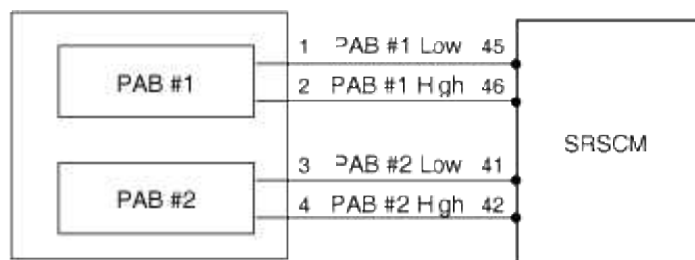 1 PAB #1 Low 45
PAB #1
2 PAB #1 High 46
SRSCM
3 PAB #2 Low 41
PAB #2
4 PAB #2 High 42